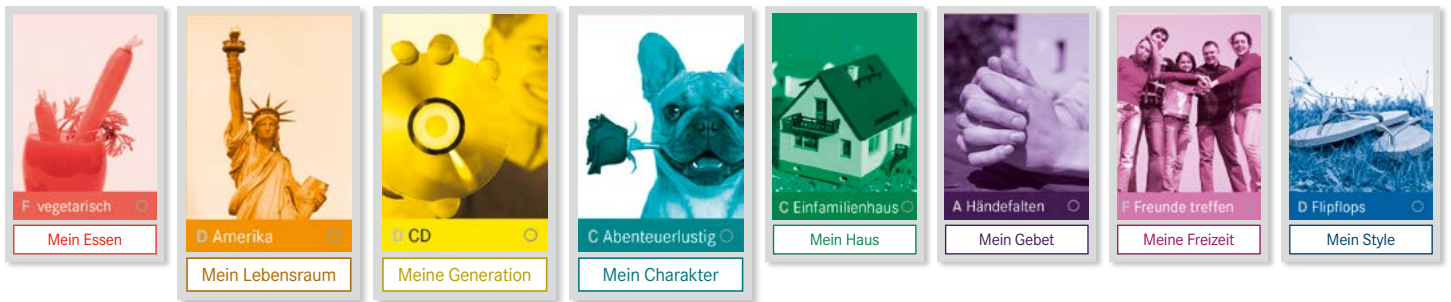 F vegetarisch
Mein Essen
D Amerika
Mein Lebensraum
D CD
Meine Generation
C Abenteuerlustig
Mein Charakter
C Einfamilienhaus
Mein Haus
A Händefalten
Mein Gebet
F Freunde treffen
Meine Freizeit
D Flipflops
Mein Style